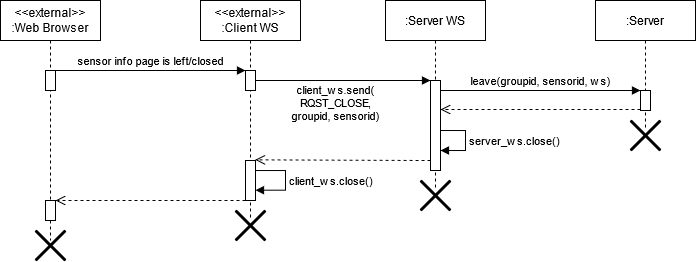 <<external>>
:Web Browser
<<external>>
:Client WS
:Server WS
:Server
sensor info page is left/closed
client_ws.send(
RQST_CLOSE,
groupid, sensorid)
leave(groupid, sensorid, ws)
server_ws.close()
client_ws.close()